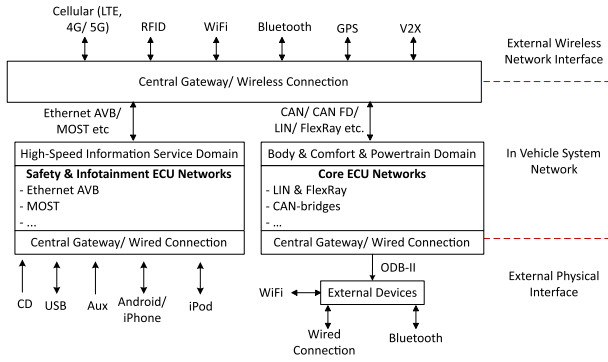 Cellular (LTE,
4G/ 5G)
RFID
WiFi
Bluetooth
GPS
V2X
External Wireless
Network Interface
Central Gateway/ Wireless Connection
Ethernet AVB/
MOST etc
CAN/ CAN FD/
LIN/ FlexRay etc.
In Vehicle System
Network
High-Speed Information Service Domain
Safety & Infotainment ECU Networks
- Ethernet AVB
- MOST
- ...
Central Gateway/ Wired Connection
Body & Comfort & Powertrain Domain
Core ECU Networks
- LIN & FlexRay
- CAN-bridges
- ...
Central Gateway/ Wired Connection
CD
USB
Aux
Android/
iPhone
iPod
ODB-II
WiFi
External Devices
Wired
Connection
Bluetooth
External Physical
Interface